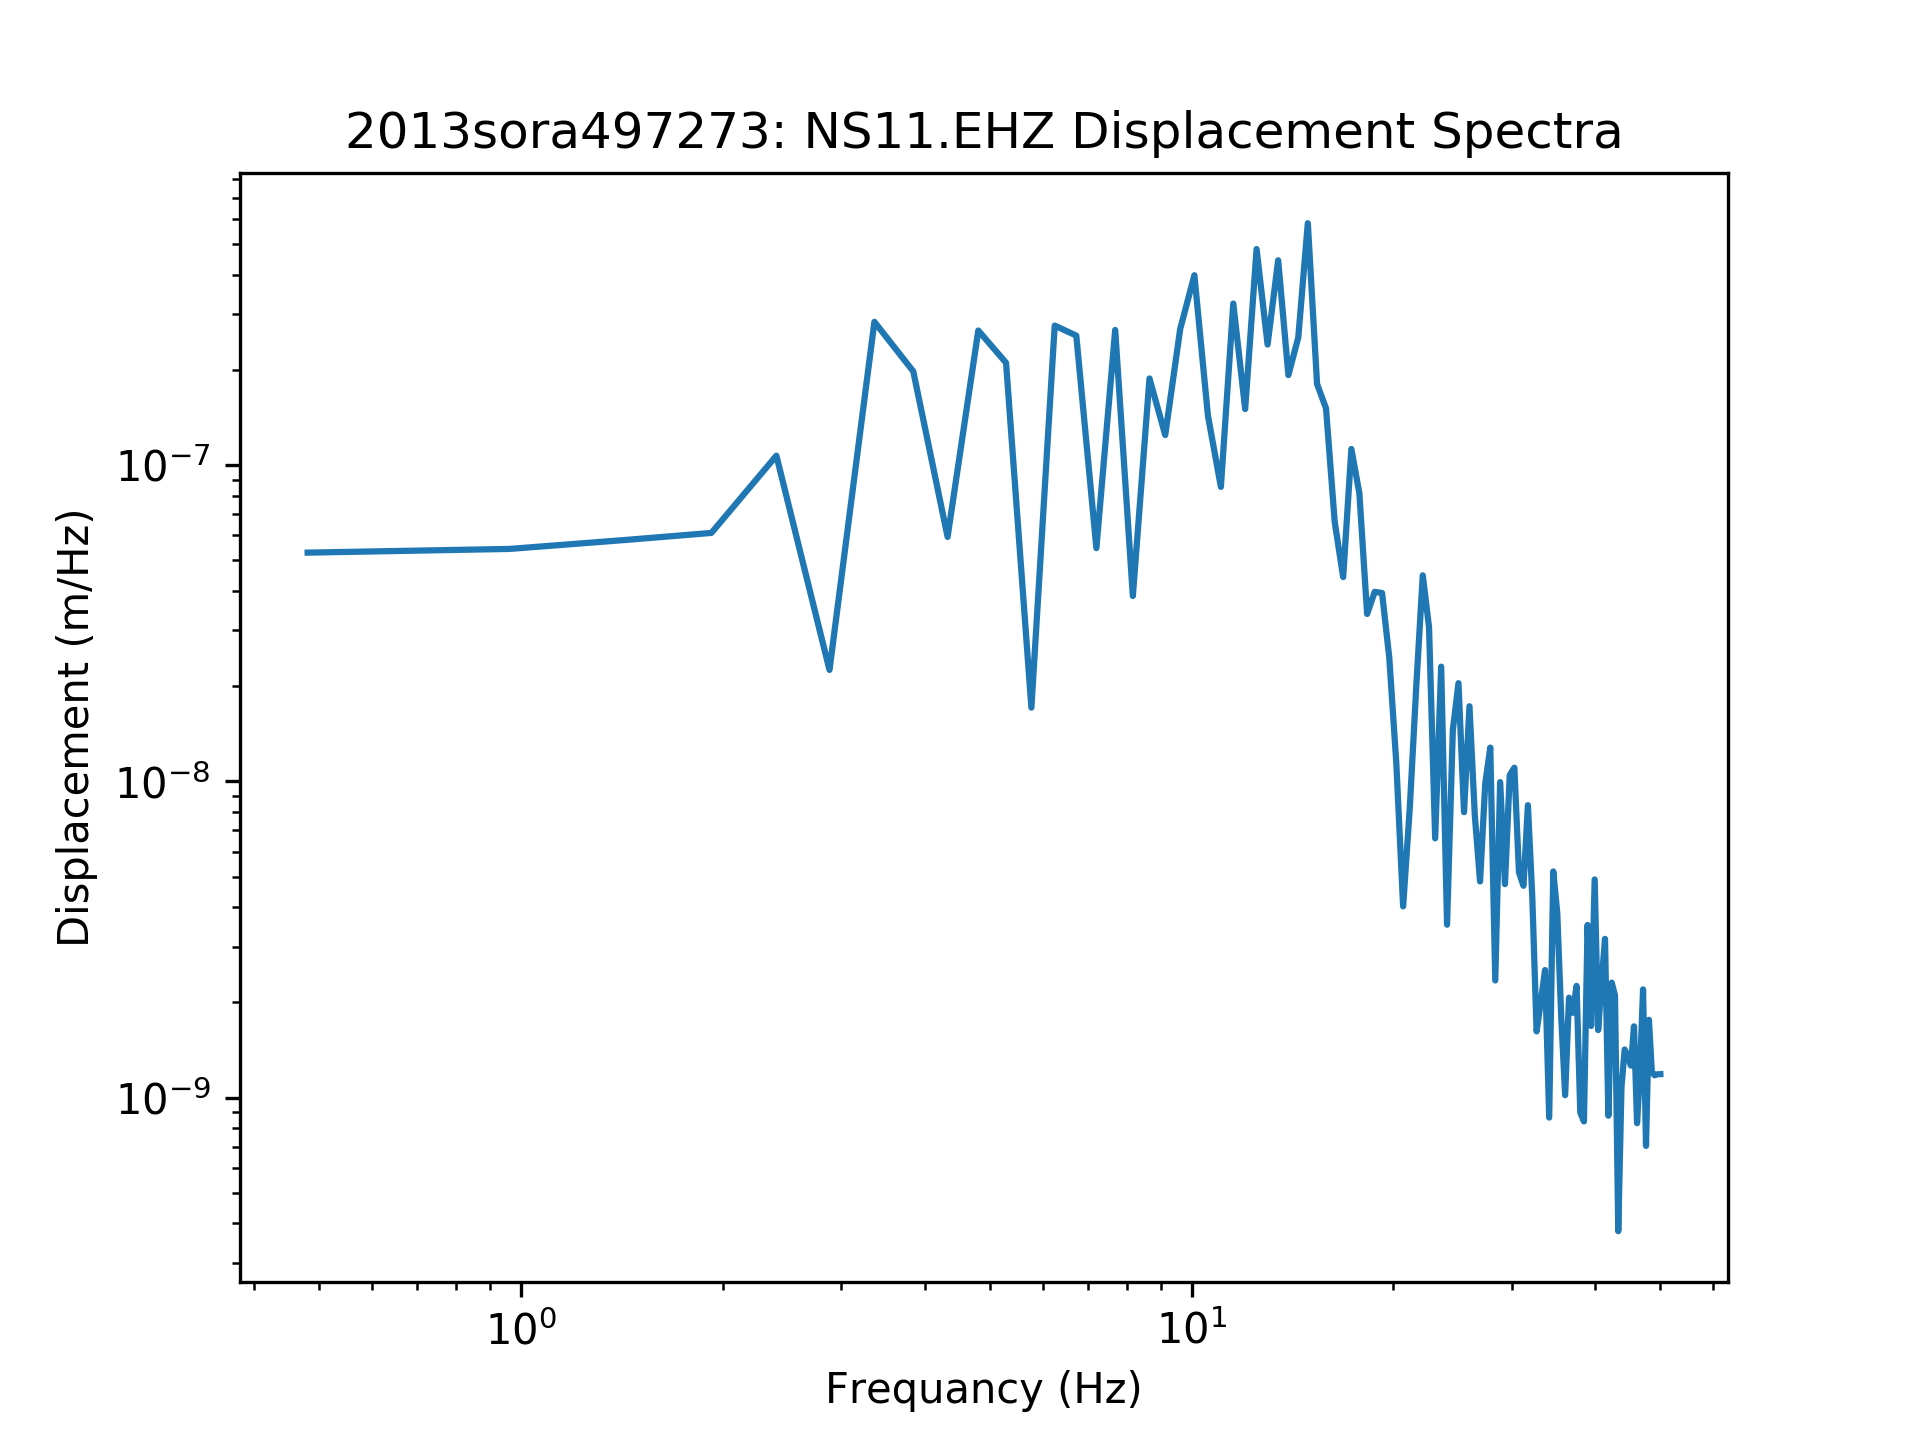 2013sora497273: NS11.EHZ Displacement Spectra
Displacement (m/Hz)
10⁻⁷
10⁻⁸
10⁻⁹
10⁰
10¹
Frequancy (Hz)